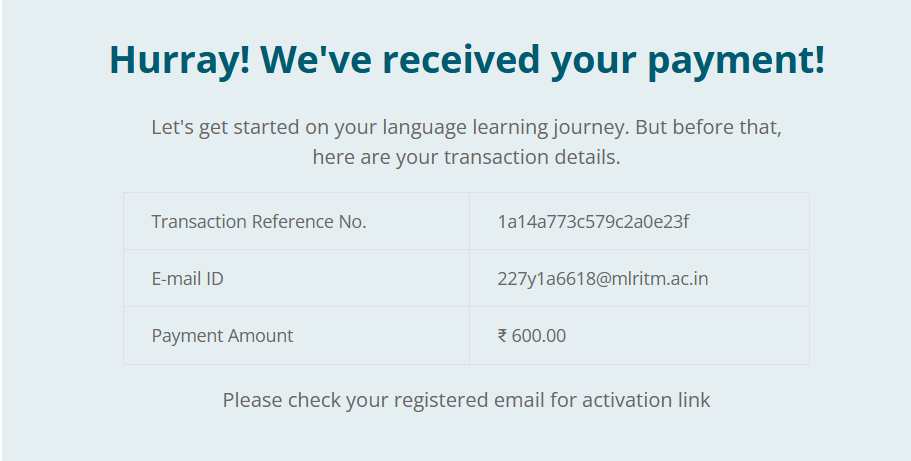 Hurray! We've received your payment!
Let's get started on your language learning journey. But before that,
here are your transaction details.
Transaction Reference No. 1a14a773c579c2a0e23f
E-mail ID 227y1a6618@mlritm.ac.in
Payment Amount ₹ 600.00
Please check your registered email for activation link